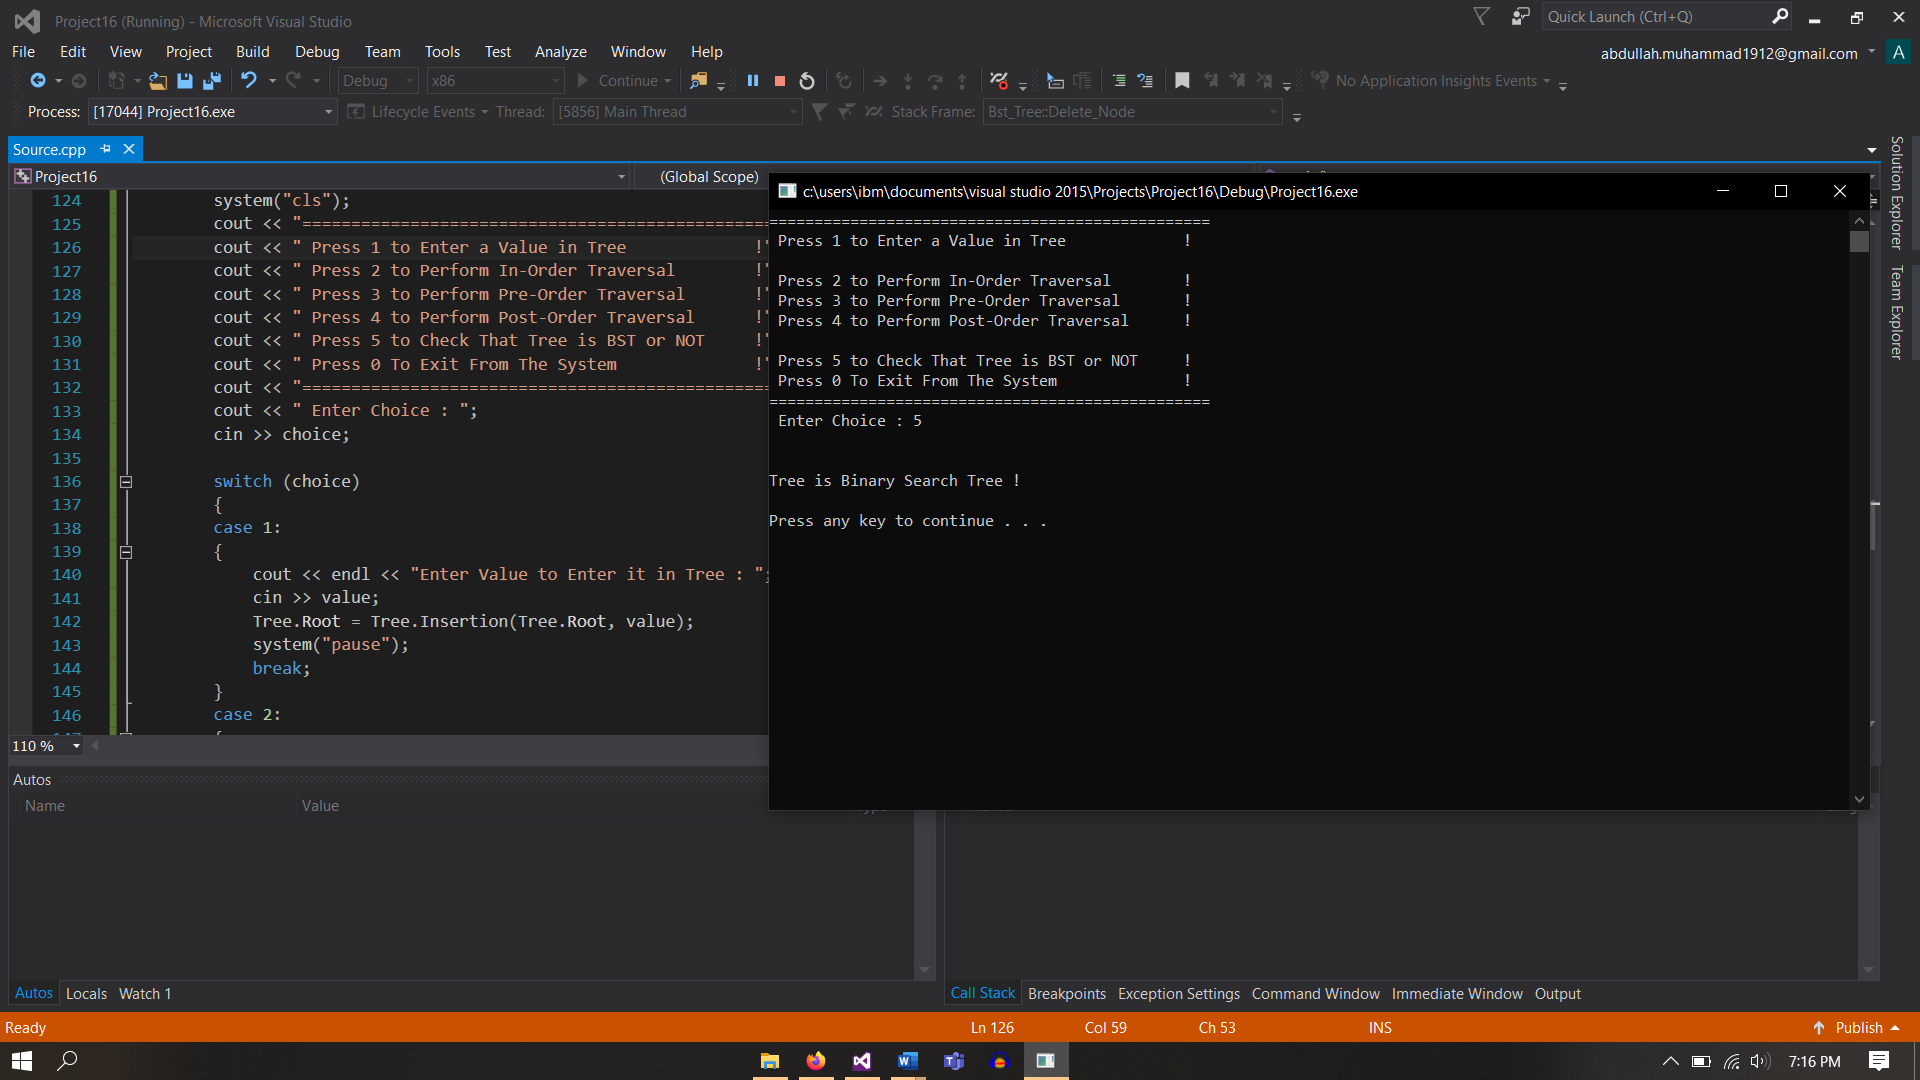 Project16 (Running) - Microsoft Visual Studio
Quick Launch (Ctrl+Q)
File Edit View Project Build Debug Team Tools Test Analyze Window Help
abdullah.muhammad1912@gmail.com
A
Debug x86 Continue No Application Insights Events
Process: [17044] Project16.exe Lifecycle Events Thread: [5856] Main Thread Stack Frame: Bst_Tree::Delete_Node
Source.cpp
Project16 (Global Scope)
124 system("cls");
125 cout << "================================================
126 cout << " Press 1 to Enter a Value in Tree !"
127 cout << " Press 2 to Perform In-Order Traversal !"
128 cout << " Press 3 to Perform Pre-Order Traversal !"
129 cout << " Press 4 to Perform Post-Order Traversal !"
130 cout << " Press 5 to Check That Tree is BST or NOT !"
131 cout << " Press 0 To Exit From The System !"
132 cout << "================================================
133 cout << " Enter Choice : ";
134 cin >> choice;
135
136 switch (choice)
137 {
138 case 1:
139 {
140 cout << endl << "Enter Value to Enter it in Tree : ";
141 cin >> value;
142 Tree.Root = Tree.Insertion(Tree.Root, value);
143 system("pause");
144 break;
145 }
146 case 2:
110 %
c:\users\ibm\documents\visual studio 2015\Projects\Project16\Debug\Project16.exe
=================================================
Press 1 to Enter a Value in Tree !
Press 2 to Perform In-Order Traversal !
Press 3 to Perform Pre-Order Traversal !
Press 4 to Perform Post-Order Traversal !
Press 5 to Check That Tree is BST or NOT !
Press 0 To Exit From The System !
=================================================
Enter Choice : 5
Tree is Binary Search Tree !
Press any key to continue . . .
Solution Explorer
Team Explorer
Autos
Name Value
Autos Locals Watch 1
Call Stack Breakpoints Exception Settings Command Window Immediate Window Output
Ready Ln 126 Col 59 Ch 53 INS Publish
7:16 PM